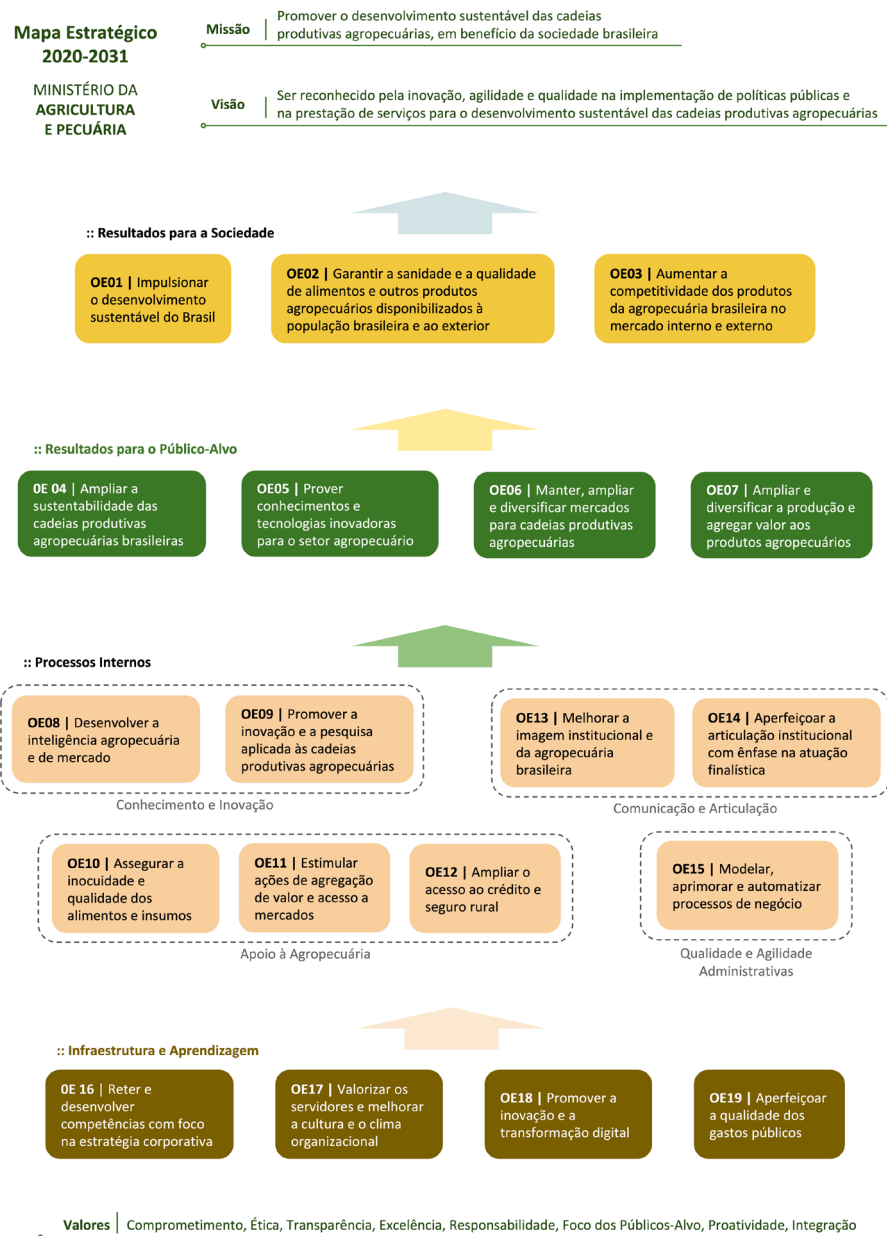 Mapa Estratégico
2020-2031
MINISTÉRIO DA
AGRICULTURA
E PECUÁRIA
Missão
Promover o desenvolvimento sustentável das cadeias
produtivas agropecuárias, em benefício da sociedade brasileira
Visão
Ser reconhecido pela inovação, agilidade e qualidade na implementação de políticas públicas e
na prestação de serviços para o desenvolvimento sustentável das cadeias produtivas agropecuárias
:: Resultados para a Sociedade
OE01 | Impulsionar
o desenvolvimento
sustentável do Brasil
OE02 | Garantir a sanidade e a qualidade
de alimentos e outros produtos
agropecuários disponibilizados à
população brasileira e ao exterior
OE03 | Aumentar a
competitividade dos produtos
da agropecuária brasileira no
mercado interno e externo
:: Resultados para o Público-Alvo
0E 04 | Ampliar a
sustentabilidade das
cadeias produtivas
agropecuárias brasileiras
OE05 | Prover
conhecimentos e
tecnologias inovadoras
para o setor agropecuário
OE06 | Manter, ampliar
e diversificar mercados
para cadeias produtivas
agropecuárias
OE07 | Ampliar e
diversificar a produção e
agregar valor aos
produtos agropecuários
:: Processos Internos
OE08 | Desenvolver a
inteligência agropecuária
e de mercado
OE09 | Promover a
inovação e a pesquisa
aplicada às cadeias
produtivas agropecuárias
Conhecimento e Inovação
OE13 | Melhorar a
imagem institucional e
da agropecuária
brasileira
OE14 | Aperfeiçoar a
articulação institucional
com ênfase na atuação
finalística
Comunicação e Articulação
OE10 | Assegurar a
inocuidade e
qualidade dos
alimentos e insumos
OE11 | Estimular
ações de agregação
de valor e acesso a
mercados
OE12 | Ampliar o
acesso ao crédito e
seguro rural
Apoio à Agropecuária
OE15 | Modelar,
aprimorar e automatizar
processos de negócio
Qualidade e Agilidade
Administrativas
:: Infraestrutura e Aprendizagem
0E 16 | Reter e
desenvolver
competências com foco
na estratégia corporativa
OE17 | Valorizar os
servidores e melhorar
a cultura e o clima
organizacional
OE18 | Promover a
inovação e a
transformação digital
OE19 | Aperfeiçoar
a qualidade dos
gastos públicos
Valores | Comprometimento, Ética, Transparência, Excelência, Responsabilidade, Foco dos Públicos-Alvo, Proatividade, Integração